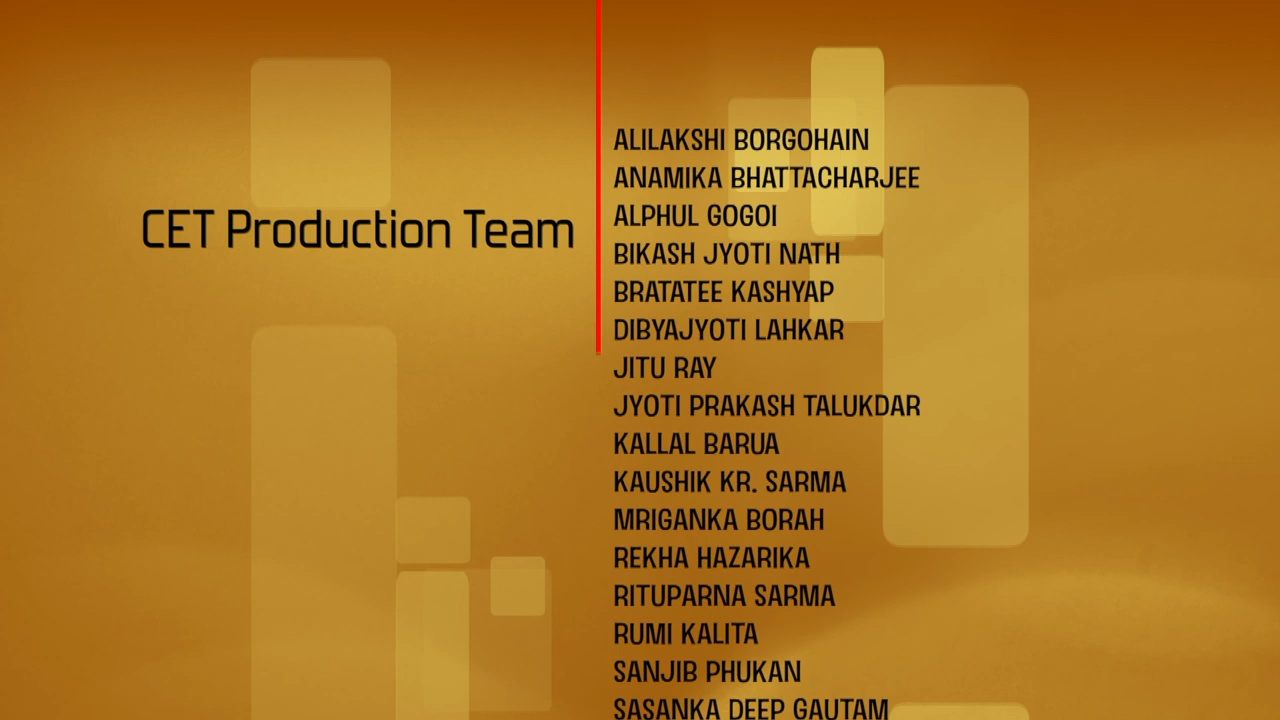 CET Production Team
ALILAKSHI BORGOHAIN
ANAMIKA BHATTACHARJEE
ALPHUL GOGOI
BIKASH JYOTI NATH
BRATATEE KASHYAP
DIBYAJYOTI LAHKAR
JITU RAY
JYOTI PRAKASH TALUKDAR
KALLAL BARUA
KAUSHIK KR. SARMA
MRIGANKA BORAH
REKHA HAZARIKA
RITUPARNA SARMA
RUMI KALITA
SANJIB PHUKAN
SASANKA DEEP GAUTAM